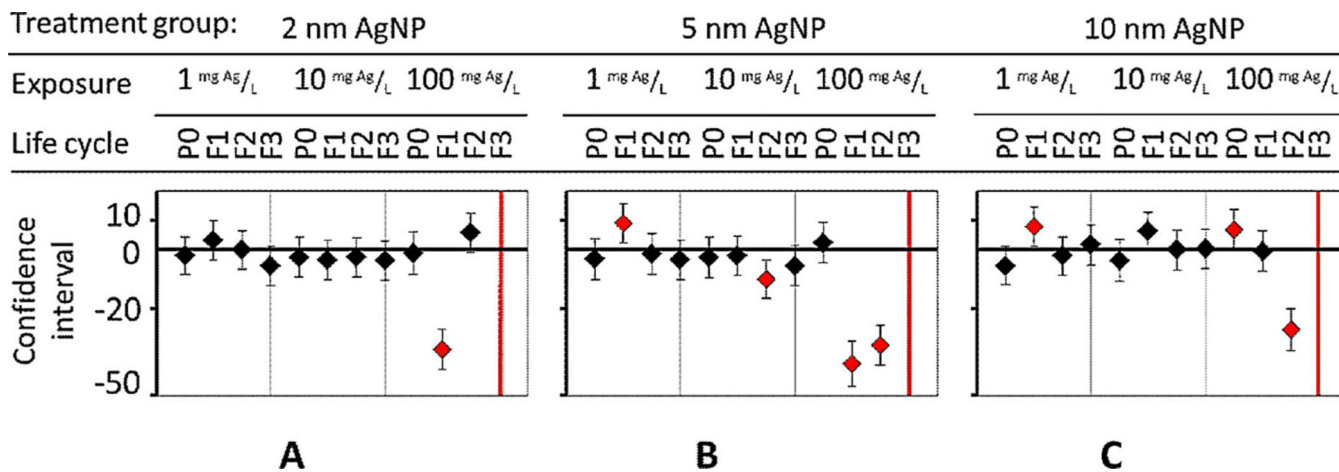 Treatment group: 2 nm AgNP 5 nm AgNP 10 nm AgNP
Exposure 1 mg Ag/L 10 mg Ag/L 100 mg Ag/L 1 mg Ag/L 10 mg Ag/L 100 mg Ag/L 1 mg Ag/L 10 mg Ag/L 100 mg Ag/L
Life cycle P0 F1 F2 F3 P0 F1 F2 F3 P0 F1 F2 F3 P0 F1 F2 F3 P0 F1 F2 F3 P0 F1 F2 F3 P0 F1 F2 F3 P0 F1 F2 F3 P0 F1 F2 F3
Confidence
interval
10
0
-20
-50
A B C